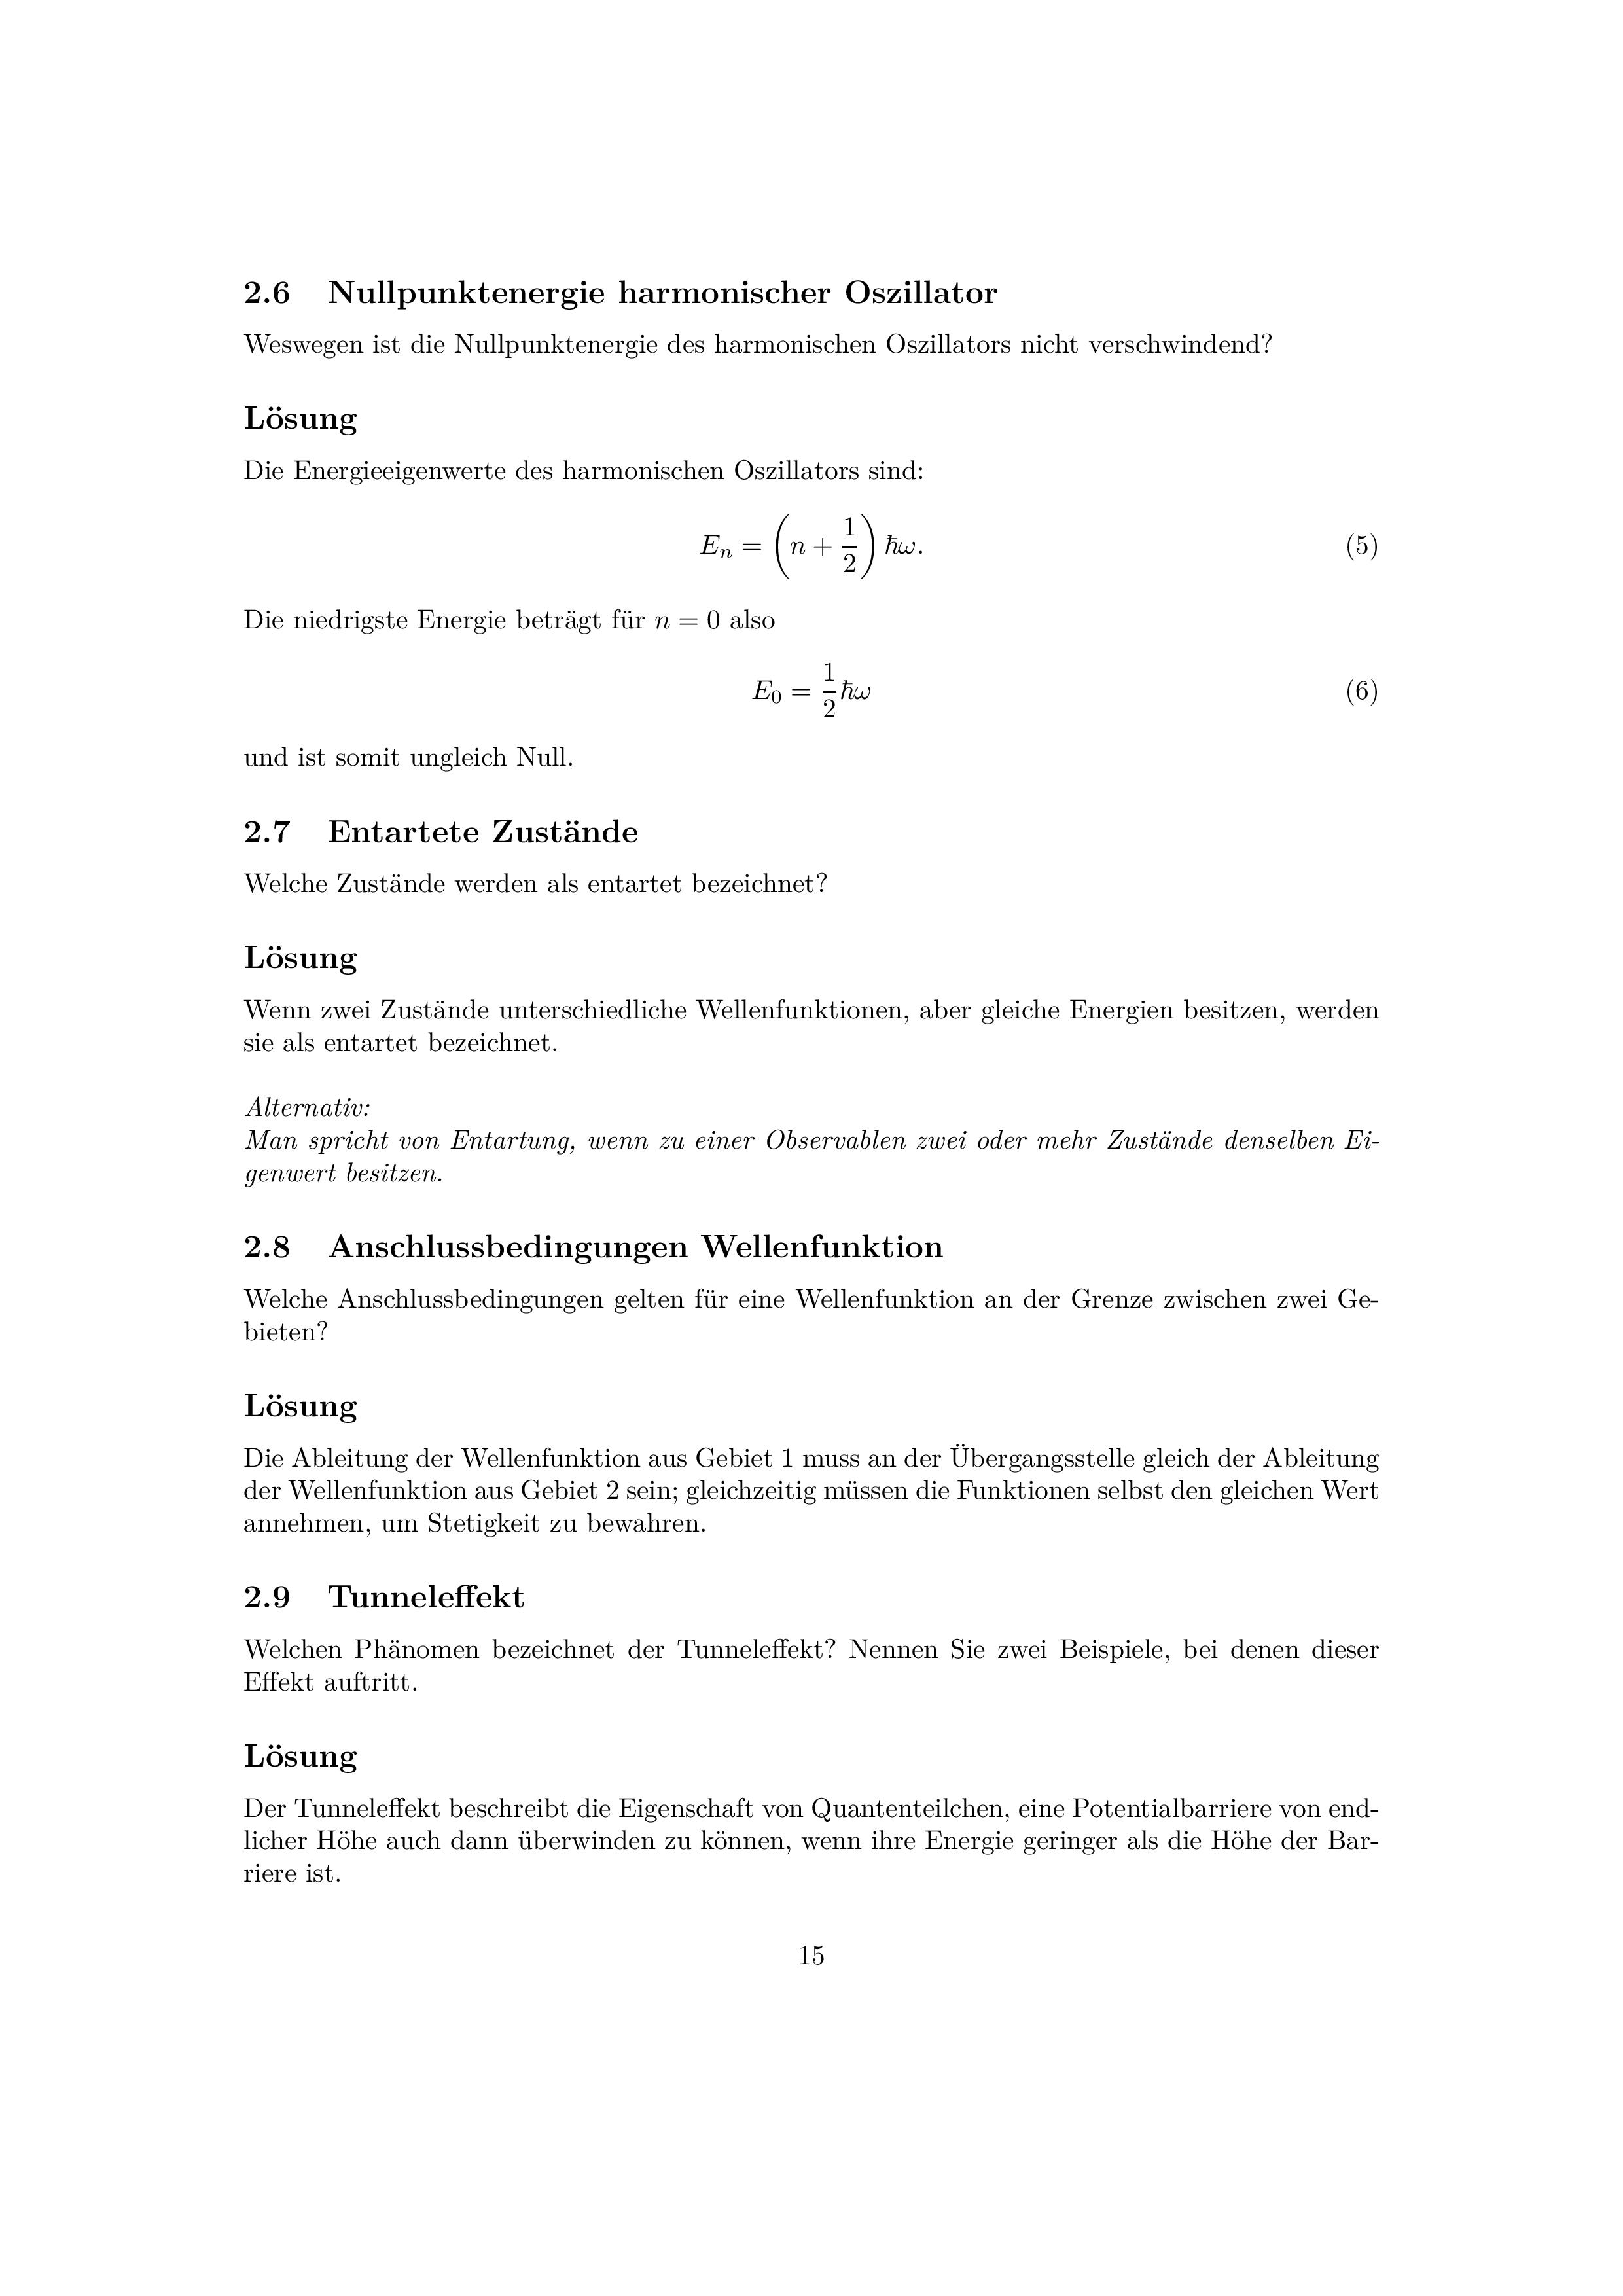 2.6 Nullpunktenergie harmonischer Oszillator
Weswegen ist die Nullpunktenergie des harmonischen Oszillators nicht verschwindend?
Lösung
Die Energieeigenwerte des harmonischen Oszillators sind:
$E_n = \left(n + \frac{1}{2}\right) \hbar\omega.$ (5)
Die niedrigste Energie beträgt für $n = 0$ also
$E_0 = \frac{1}{2}\hbar\omega$ (6)
und ist somit ungleich Null.
2.7 Entartete Zustände
Welche Zustände werden als entartet bezeichnet?
Lösung
Wenn zwei Zustände unterschiedliche Wellenfunktionen, aber gleiche Energien besitzen, werden
sie als entartet bezeichnet.
Alternativ:
Man spricht von Entartung, wenn zu einer Observablen zwei oder mehr Zustände denselben Ei-
genwert besitzen.
2.8 Anschlussbedingungen Wellenfunktion
Welche Anschlussbedingungen gelten für eine Wellenfunktion an der Grenze zwischen zwei Ge-
bieten?
Lösung
Die Ableitung der Wellenfunktion aus Gebiet 1 muss an der Übergangsstelle gleich der Ableitung
der Wellenfunktion aus Gebiet 2 sein; gleichzeitig müssen die Funktionen selbst den gleichen Wert
annehmen, um Stetigkeit zu bewahren.
2.9 Tunneleffekt
Welchen Phänomen bezeichnet der Tunneleffekt? Nennen Sie zwei Beispiele, bei denen dieser
Effekt auftritt.
Lösung
Der Tunneleffekt beschreibt die Eigenschaft von Quantenteilchen, eine Potentialbarriere von end-
licher Höhe auch dann überwinden zu können, wenn ihre Energie geringer als die Höhe der Bar-
riere ist.
15